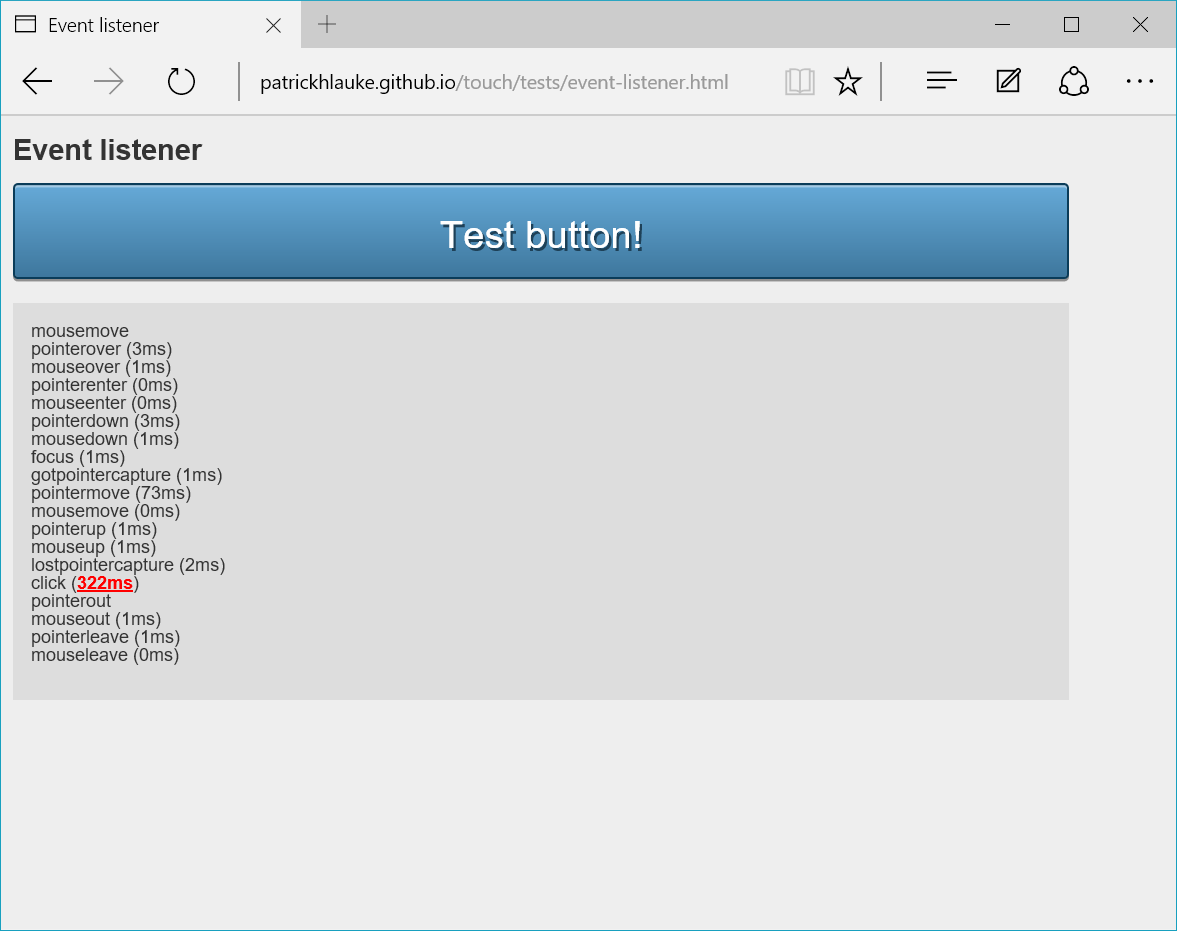 Event listener
patrickhlauke.github.io/touch/tests/event-listener.html
Event listener
Test button!
mousemove
pointerover (3ms)
mouseover (1ms)
pointerenter (0ms)
mouseenter (0ms)
pointerdown (3ms)
mousedown (1ms)
focus (1ms)
gotpointercapture (1ms)
pointermove (73ms)
mousemove (0ms)
pointerup (1ms)
mouseup (1ms)
lostpointercapture (2ms)
click (322ms)
pointerout
mouseout (1ms)
pointerleave (1ms)
mouseleave (0ms)